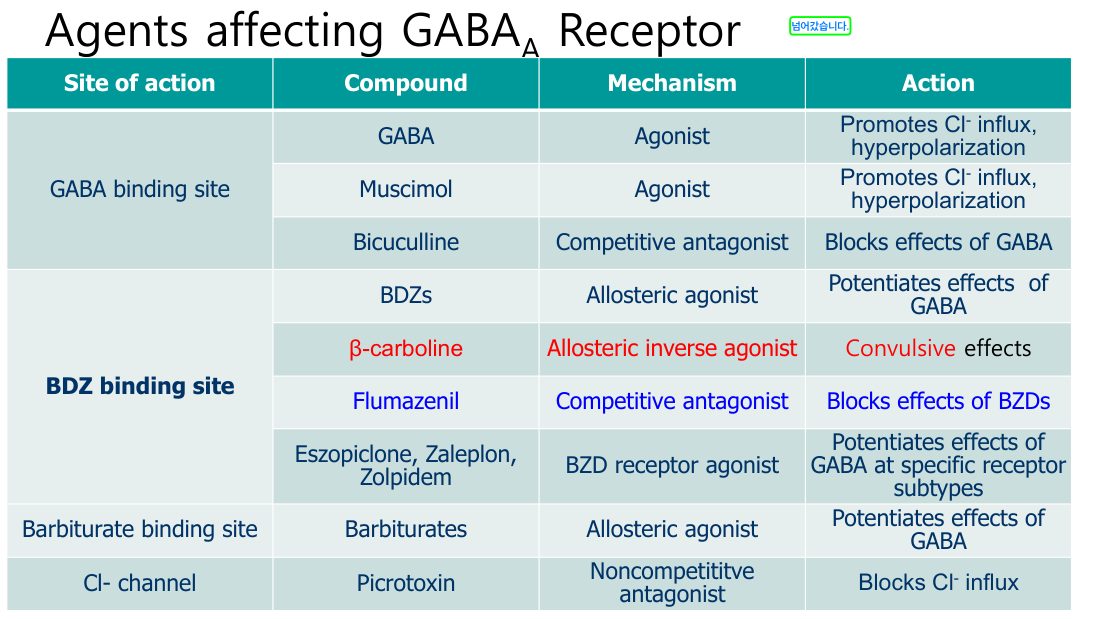 Agents affecting GABAA Receptor
넘어갔습니다.
Site of action
Compound
Mechanism
Action
GABA binding site
GABA
Agonist
Promotes Cl- influx,
hyperpolarization
Muscimol
Agonist
Promotes Cl- influx,
hyperpolarization
Bicuculline
Competitive antagonist
Blocks effects of GABA
BDZ binding site
BDZs
Allosteric agonist
Potentiates effects of
GABA
β-carboline
Allosteric inverse agonist
Convulsive effects
Flumazenil
Competitive antagonist
Blocks effects of BZDs
Eszopiclone, Zaleplon,
Zolpidem
BZD receptor agonist
Potentiates effects of
GABA at specific receptor
subtypes
Barbiturate binding site
Barbiturates
Allosteric agonist
Potentiates effects of
GABA
Cl- channel
Picrotoxin
Noncompetititve
antagonist
Blocks Cl- influx